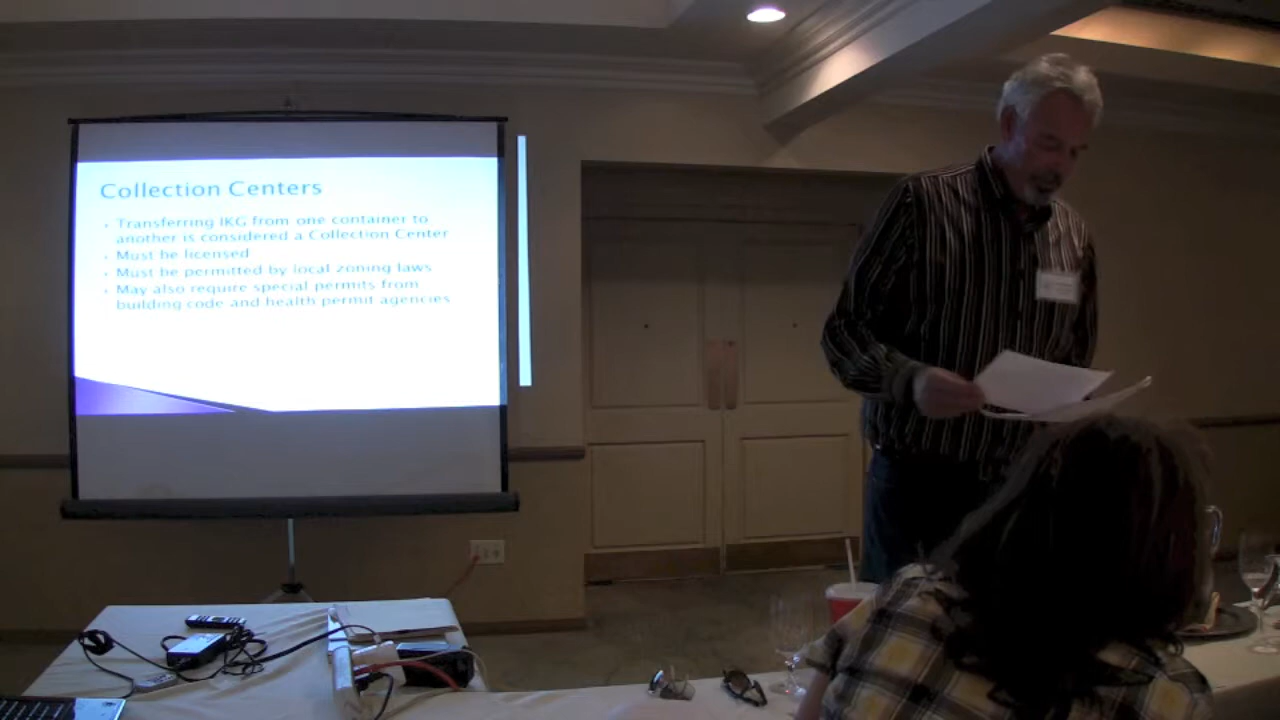 Collection Centers
• Transferring IKG from one container to
another is considered a Collection Center
• Must be licensed
• Must be permitted by local zoning laws
• May also require special permits from
building code and health permit agencies